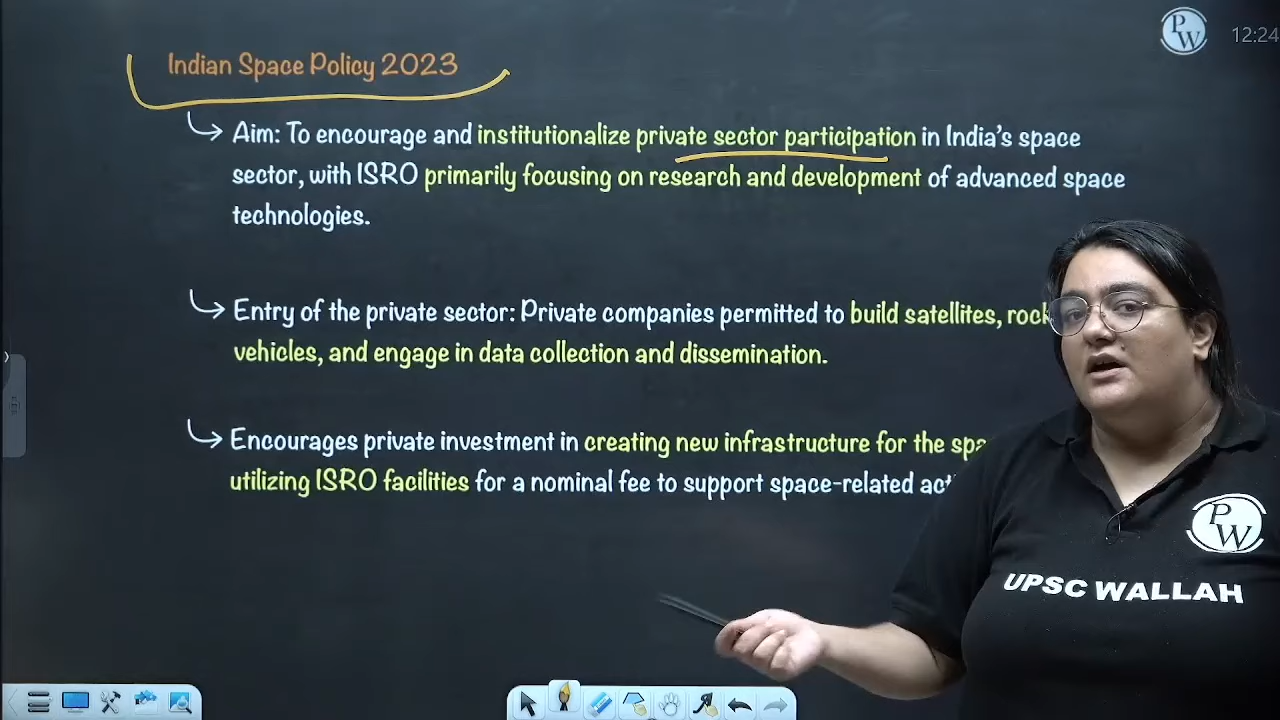 Indian Space Policy 2023
PW
12:24
Aim: To encourage and institutionalize private sector participation in India's space
sector, with ISRO primarily focusing on research and development of advanced space
technologies.
Entry of the private sector: Private companies permitted to build satellites,
vehicles, and engage in data collection and dissemination.
Encourages private investment in creating new infrastructure for the
utilizing ISRO facilities for a nominal fee to support space-related
PW
UPSC WALLAH